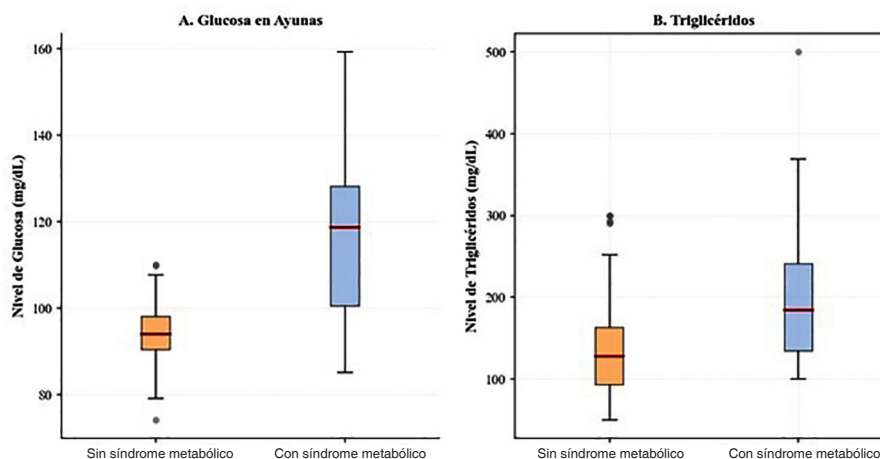 A. Glucosa en Ayunas
Nivel de Glucosa (mg/dL)
160
140
120
100
80
Sin síndrome metabólico
Con síndrome metabólico
B. Triglicéridos
Nivel de Triglicéridos (mg/dL)
500
400
300
200
100
Sin síndrome metabólico
Con síndrome metabólico